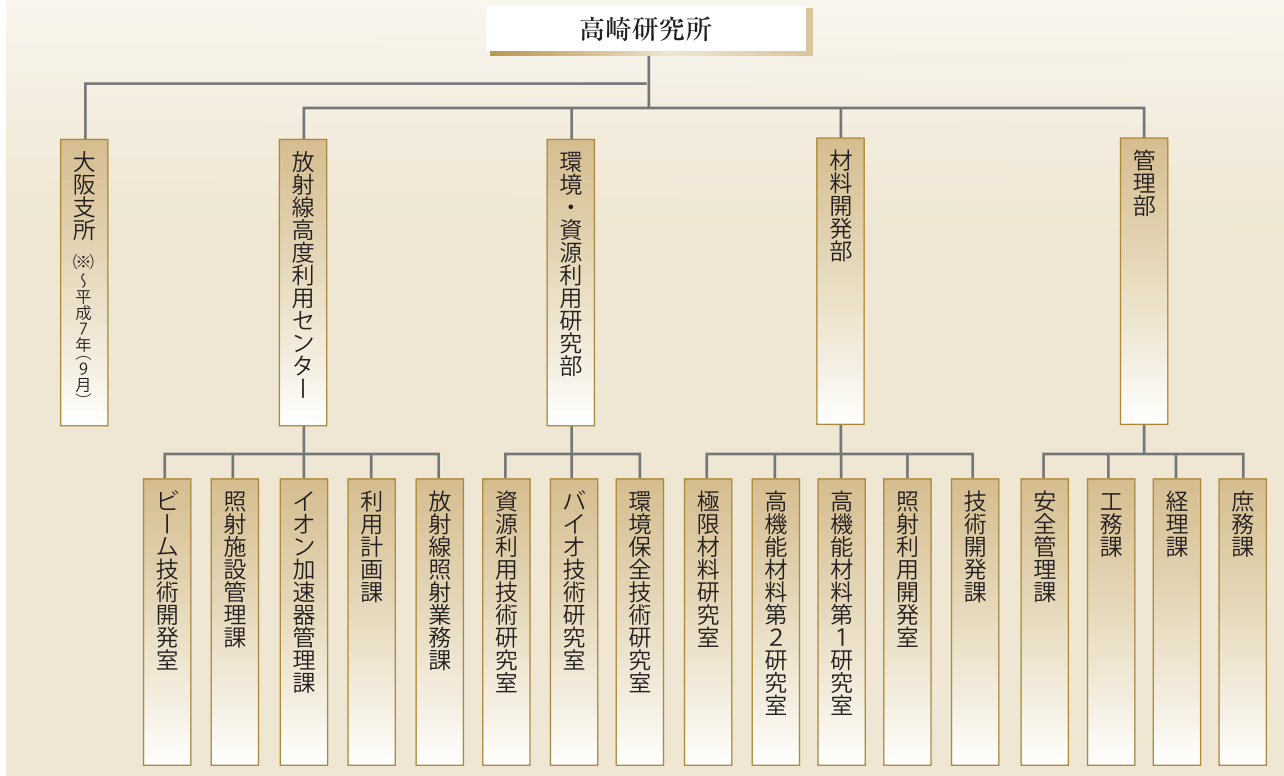 高崎研究所
管理部
材料開発部
環境・資源利用研究部
放射線高度利用センター
大阪支所 (※)~平成7年(9月)
庶務課
経理課
工務課
安全管理課
技術開発課
照射利用開発室
高機能材料第1研究室
高機能材料第2研究室
極限材料研究室
環境保全技術研究室
バイオ技術研究室
資源利用技術研究室
放射線照射業務課
利用計画課
イオン加速器管理課
照射施設管理課
ビーム技術開発室